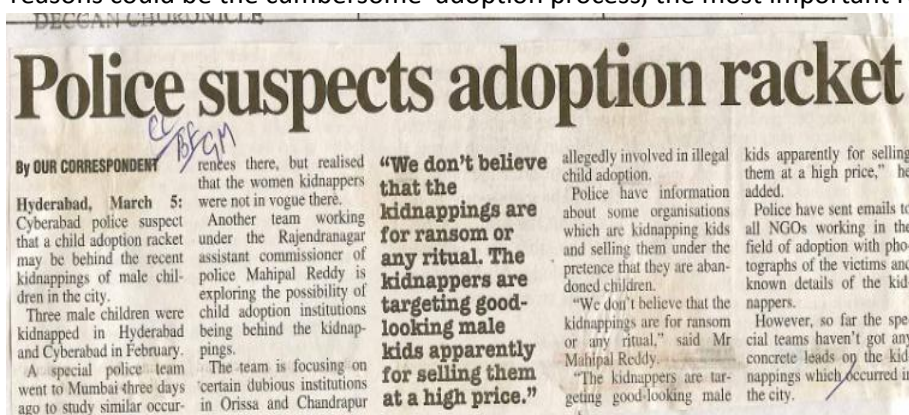 reasons could be the cumbersome adoption process, the most important
DECCAN CHRONICLE
Police suspects adoption racket
By OUR CORRESPONDENT
Hyderabad, March 5:
Cyberabad police suspect
that a child adoption racket
may be behind the recent
kidnappings of male chil-
dren in the city.
Three male children were
kidnapped in Hyderabad
and Cyberabad in February.
A special police team
went to Mumbai three days
ago to study similar occur-
rences there, but realised
that the women kidnappers
were not in vogue there.
Another team working
under the Rajendranagar
assistant commissioner of
police Mahipal Reddy is
exploring the possibility of
child adoption institutions
being behind the kidnap-
pings.
The team is focusing on
certain dubious institutions
in Orissa and Chandrapur
“We don’t believe
that the
kidnappings are
for ransom or
any ritual. The
kidnappers are
targeting good-
looking male
kids apparently
for selling them
at a high price.”
allegedly involved in illegal
child adoption.
Police have information
about some organisations
which are kidnapping kids
and selling them under the
pretence that they are aban-
doned children.
“We don’t believe that the
kidnappings are for ransom
or any ritual,” said Mr
Mahipal Reddy.
“The kidnappers are tar-
geting good-looking male
kids apparently for selling
them at a high price,” he
added.
Police have sent emails to
all NGOs working in the
field of adoption with pho-
tographs of the victims and
known details of the kid-
nappers.
However, so far the spe-
cial teams haven’t got any
concrete leads on the kid-
nappings which occurred in
the city.